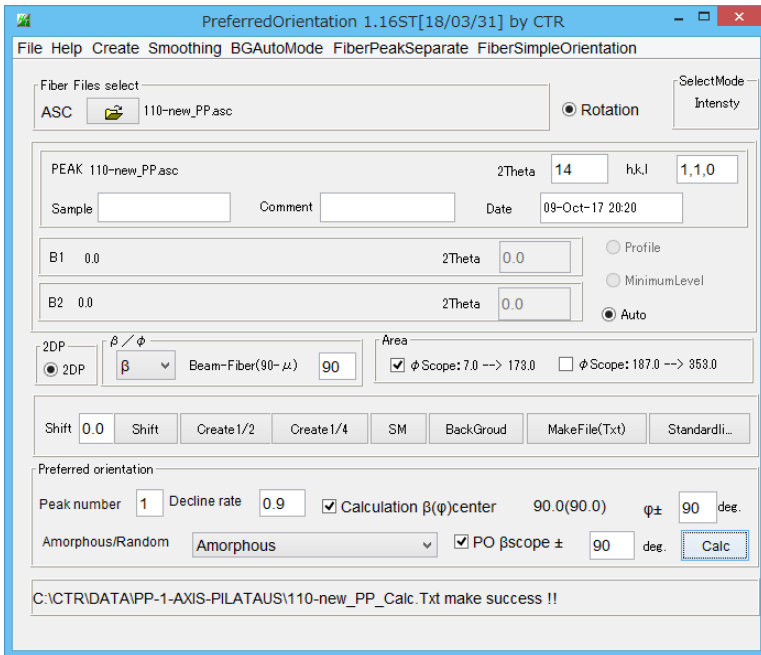 PreferredOrientation 1.16ST[18/03/31] by CTR
File Help Create Smoothing BGAutoMode FiberPeakSeparate FiberSimpleOrientation
Fiber Files select
SelectMode
ASC 110-new_PP.asc Rotation Intensty
PEAK 110-new_PP.asc 2Theta 14 h,k,l 1,1,0
Sample Comment Date 09-Oct-17 20:20
B1 0.0 2Theta 0.0 Profile
MinimumLevel
B2 0.0 2Theta 0.0 Auto
2DP β/φ Area
2DP β Beam-Fiber(90-μ) 90 φScope:7.0 --> 173.0 φScope:187.0 --> 353.0
Shift 0.0 Shift Create1/2 Create1/4 SM BackGroud MakeFile(Txt) Standardli...
Preferred orientation
Peak number 1 Decline rate 0.9 Calculation β(φ)center 90.0(90.0) φ± 90 deg.
Amorphous/Random Amorphous PO βscope ± 90 deg. Calc
C:\CTR\DATA\PP-1-AXIS-PILATAUS\110-new_PP_Calc.Txt make success !!